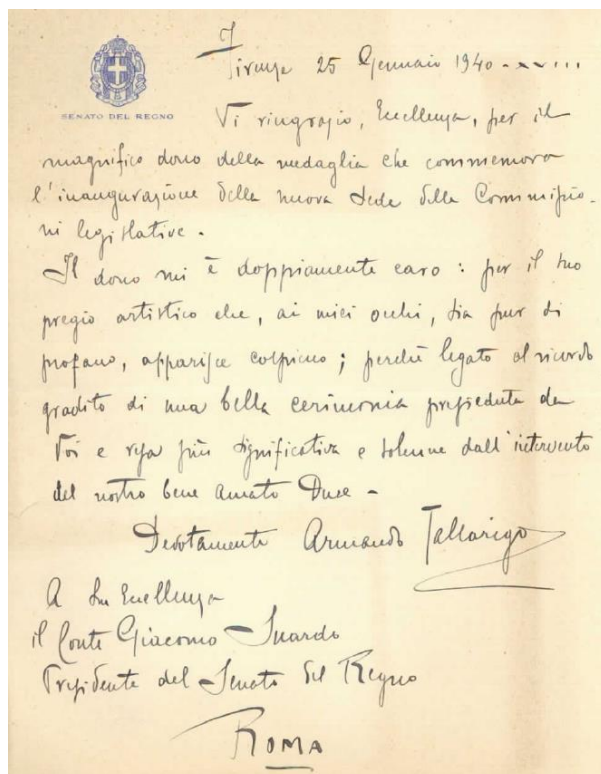 SENATO DEL REGNO
Firenze 25 Gennaio 1940 - XVIII
Vi ringrazio, Eccellenza, per il
magnifico dono della medaglia che commemora
l'inaugurazione della nuova Sede delle Commissio-
ni legislative.
Il dono mi è doppiamente caro: per il suo
pregio artistico che, ai miei occhi, sia pur di
profano, apparisce cospicuo; perchè legato al ricordo
gradito di una bella cerimonia presieduta da
Voi e resa più significativa e solenne dall'intervento
del nostro bene amato Duce -
Devotamente Armando Tallarigo
A Sua Eccellenza
il Conte Giacomo Suardo
Presidente del Senato del Regno
ROMA